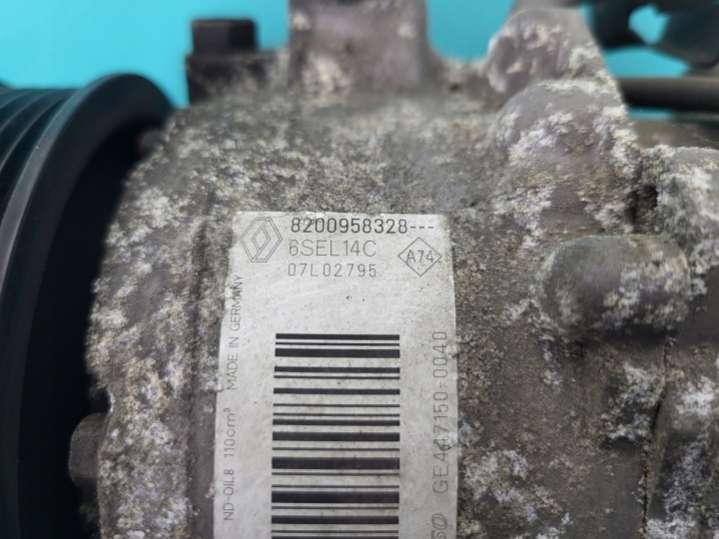 8200958328---
6SEL14C
A74
07L02795
MADE IN GERMANY
ND-OIL8 110cm³
GE447150-0040